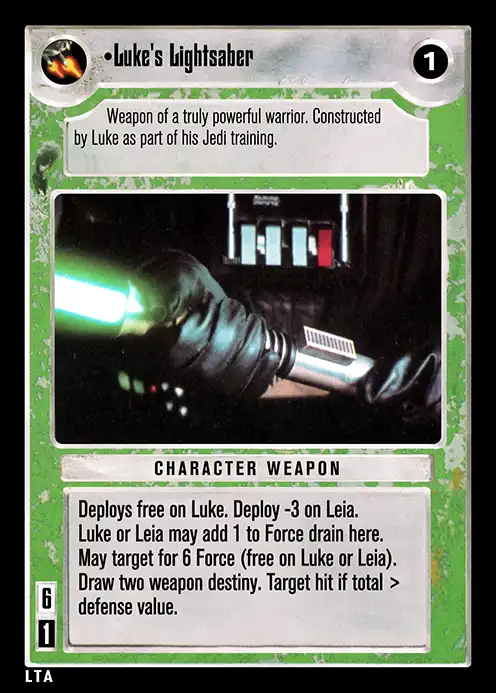 •Luke's Lightsaber
1
Weapon of a truly powerful warrior. Constructed
by Luke as part of his Jedi training.
CHARACTER WEAPON
Deploys free on Luke. Deploy -3 on Leia.
Luke or Leia may add 1 to Force drain here.
May target for 6 Force (free on Luke or Leia).
Draw two weapon destiny. Target hit if total >
defense value.
6
1
LTA